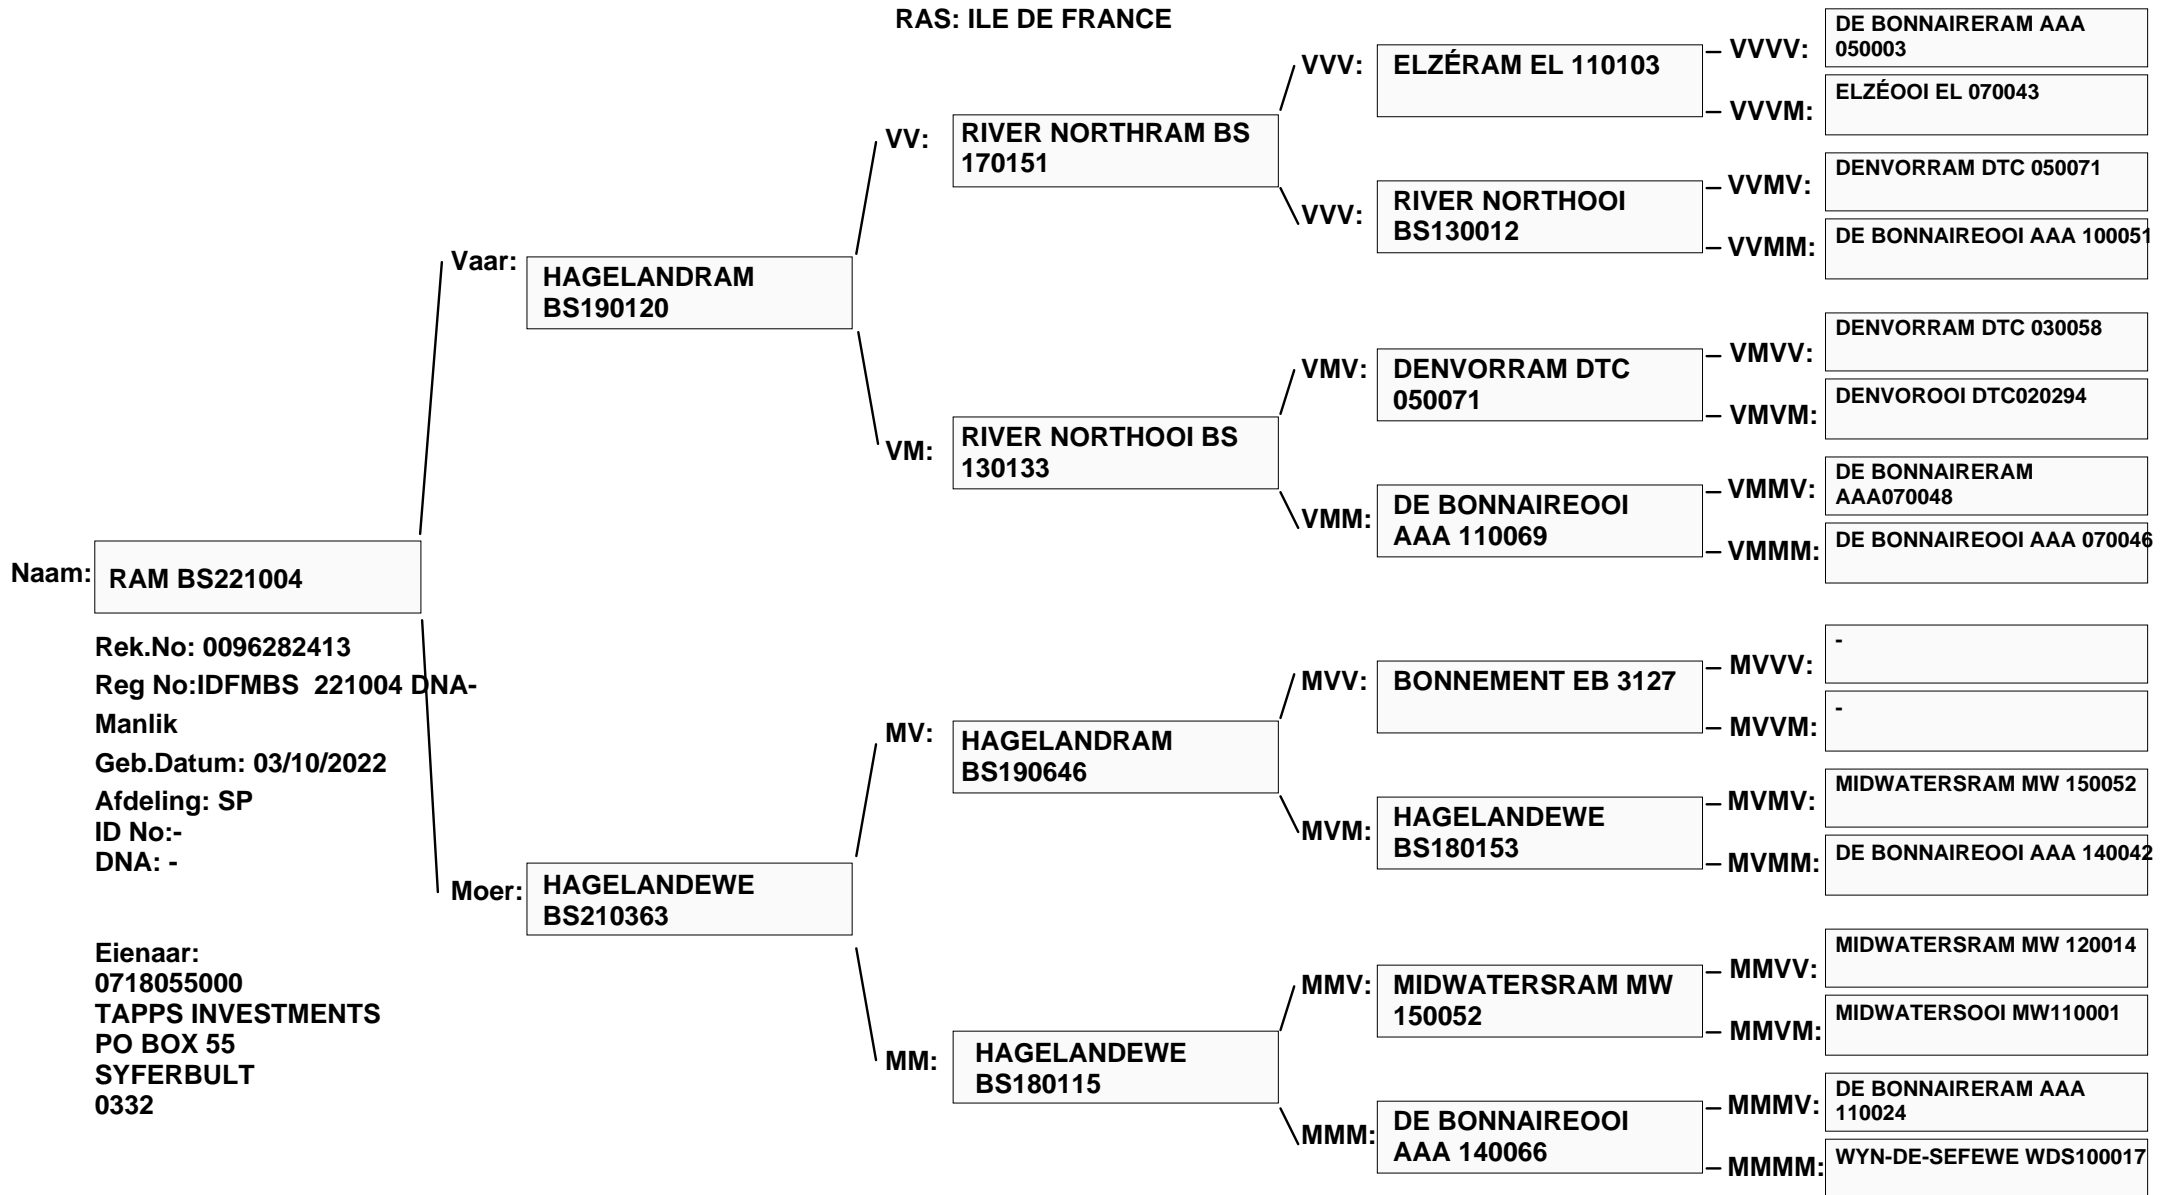 RAS: ILE DE FRANCE
Naam:
RAM BS221004
Rek.No: 0096282413
Reg No:IDFMBS  221004 DNA-
Manlik
Geb.Datum: 03/10/2022
Afdeling: SP
ID No:-
DNA: -
Eienaar:
0718055000
TAPPS INVESTMENTS
PO BOX 55
SYFERBULT
0332
Vaar:
HAGELANDRAM
BS190120
Moer:
HAGELANDEWE
BS210363
VV:
RIVER NORTHRAM BS
170151
VM:
RIVER NORTHOOI BS
130133
MV:
HAGELANDRAM
BS190646
MM:
HAGELANDEWE
BS180115
VVV:
ELZÉRAM EL 110103
VVV:
RIVER NORTHOOI
BS130012
VMV:
DENVORRAM DTC
050071
VMM:
DE BONNAIREOOI
AAA 110069
MVV:
BONNEMENT EB 3127
MVM:
HAGELANDEWE
BS180153
MMV:
MIDWATERSRAM MW
150052
MMM:
DE BONNAIREOOI
AAA 140066
VVVV:
DE BONNAIRERAM AAA
050003
VVVM:
ELZÉOOI EL 070043
VVMV:
DENVORRAM DTC 050071
VVMM:
DE BONNAIREOOI AAA 100051
VMVV:
DENVORRAM DTC 030058
VMVM:
DENVOROOI DTC020294
VMMV:
DE BONNAIRERAM
AAA070048
VMMM:
DE BONNAIREOOI AAA 070046
MVVV:
-
MVVM:
-
MVMV:
MIDWATERSRAM MW 150052
MVMM:
DE BONNAIREOOI AAA 140042
MMVV:
MIDWATERSRAM MW 120014
MMVM:
MIDWATERSOOI MW110001
MMMV:
DE BONNAIRERAM AAA
110024
MMMM:
WYN-DE-SEFEWE WDS100017